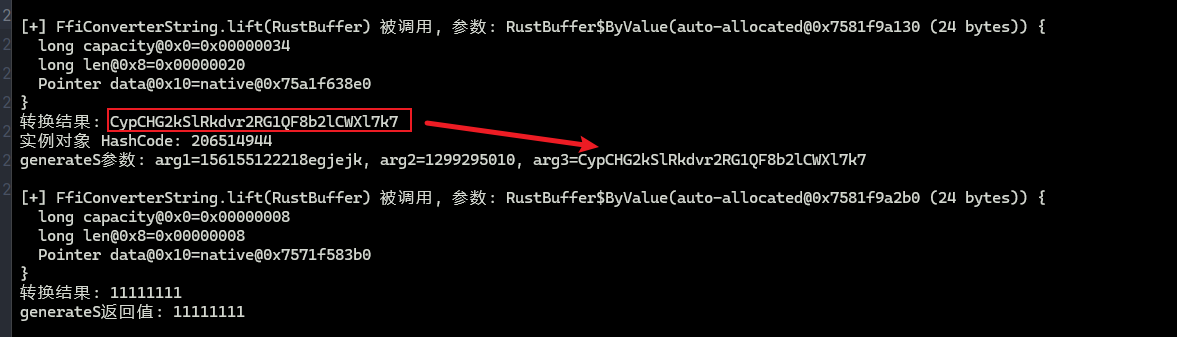 [+] FfiConverterString.lift(RustBuffer) 被调用, 参数: RustBuffer$ByValue(auto-allocated@0x7581f9a130 (24 bytes)) {
  long capacity@0x0=0x00000034
  long len@0x8=0x00000020
  Pointer data@0x10=native@0x75a1f638e0
}
转换结果: CypCHG2kSlRkdvr2RG1QF8b2lCWXl7k7
实例对象 HashCode: 206514944
generateS参数: arg1=156155122218egjejk, arg2=1299295010, arg3=CypCHG2kSlRkdvr2RG1QF8b2lCWXl7k7
[+] FfiConverterString.lift(RustBuffer) 被调用, 参数: RustBuffer$ByValue(auto-allocated@0x7581f9a2b0 (24 bytes)) {
  long capacity@0x0=0x00000008
  long len@0x8=0x00000008
  Pointer data@0x10=native@0x7571f583b0
}
转换结果: 11111111
generateS返回值: 11111111